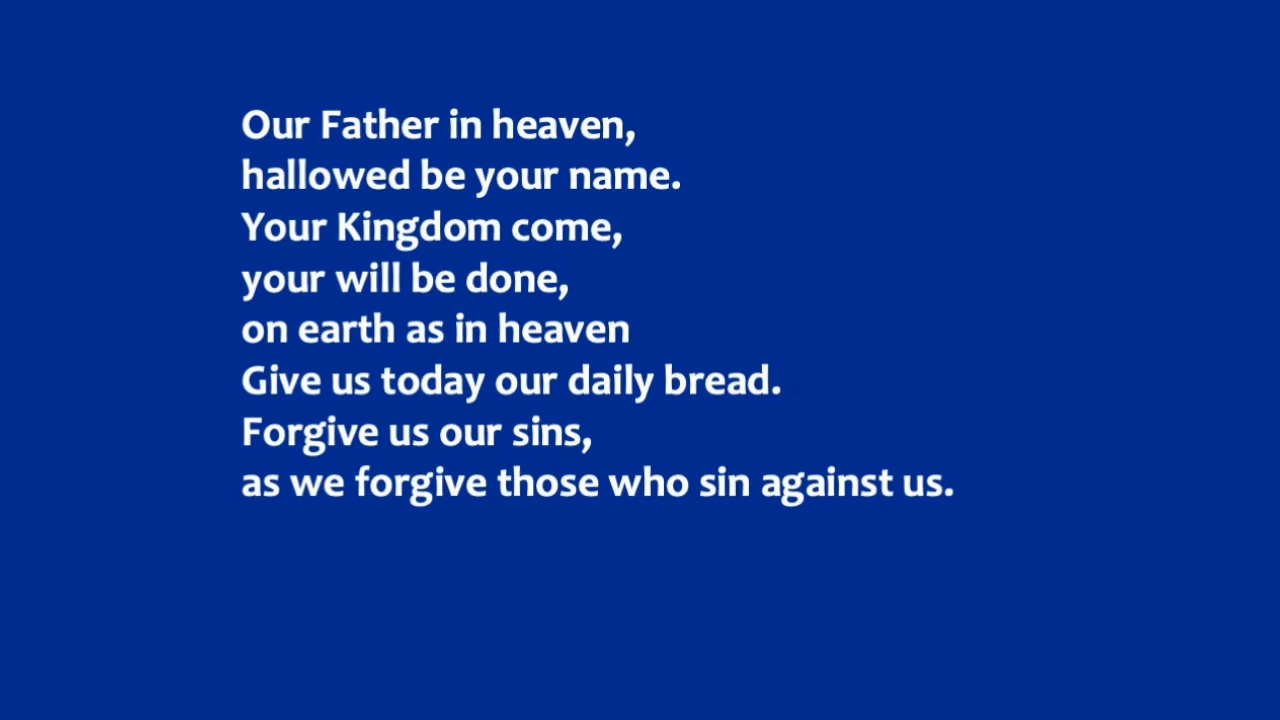 Our Father in heaven,
hallowed be your name.
Your Kingdom come,
your will be done,
on earth as in heaven
Give us today our daily bread.
Forgive us our sins,
as we forgive those who sin against us.